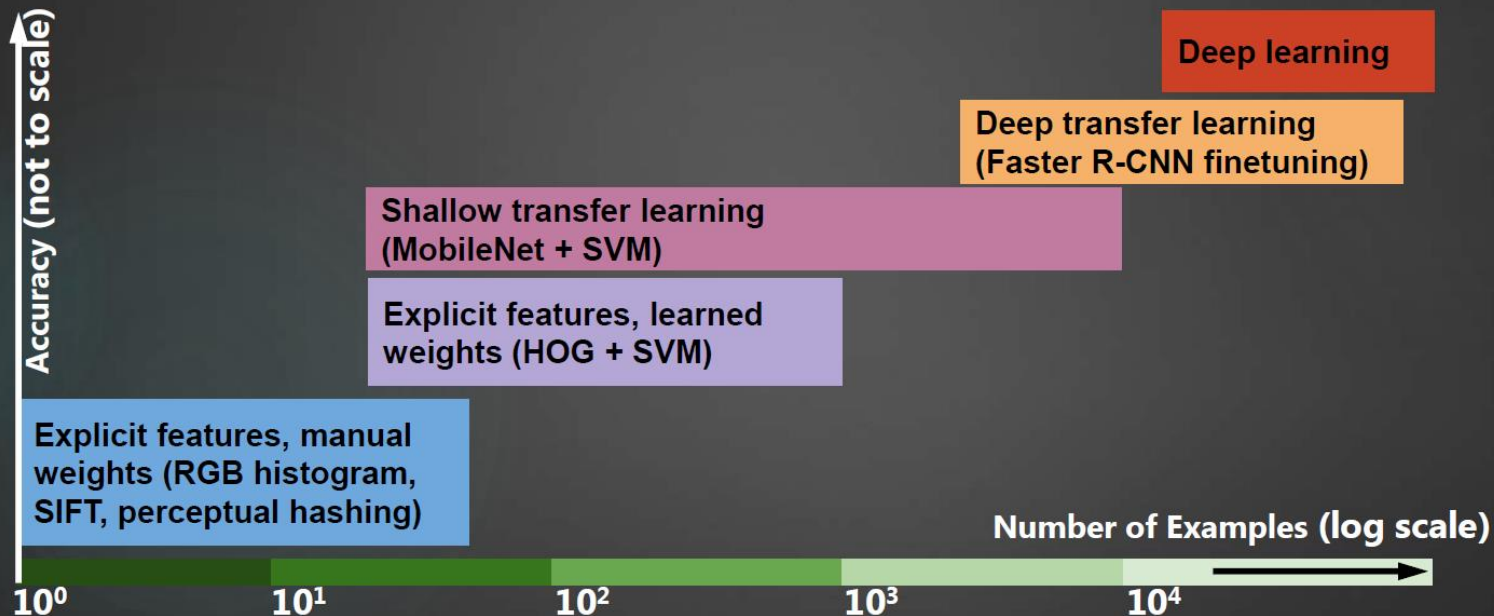 Accuracy (not to scale)
Deep learning
Deep transfer learning
(Faster R-CNN finetuning)
Shallow transfer learning
(MobileNet + SVM)
Explicit features, learned
weights (HOG + SVM)
Explicit features, manual
weights (RGB histogram,
SIFT, perceptual hashing)
Number of Examples (log scale)
10⁰ 10¹ 10² 10³ 10⁴